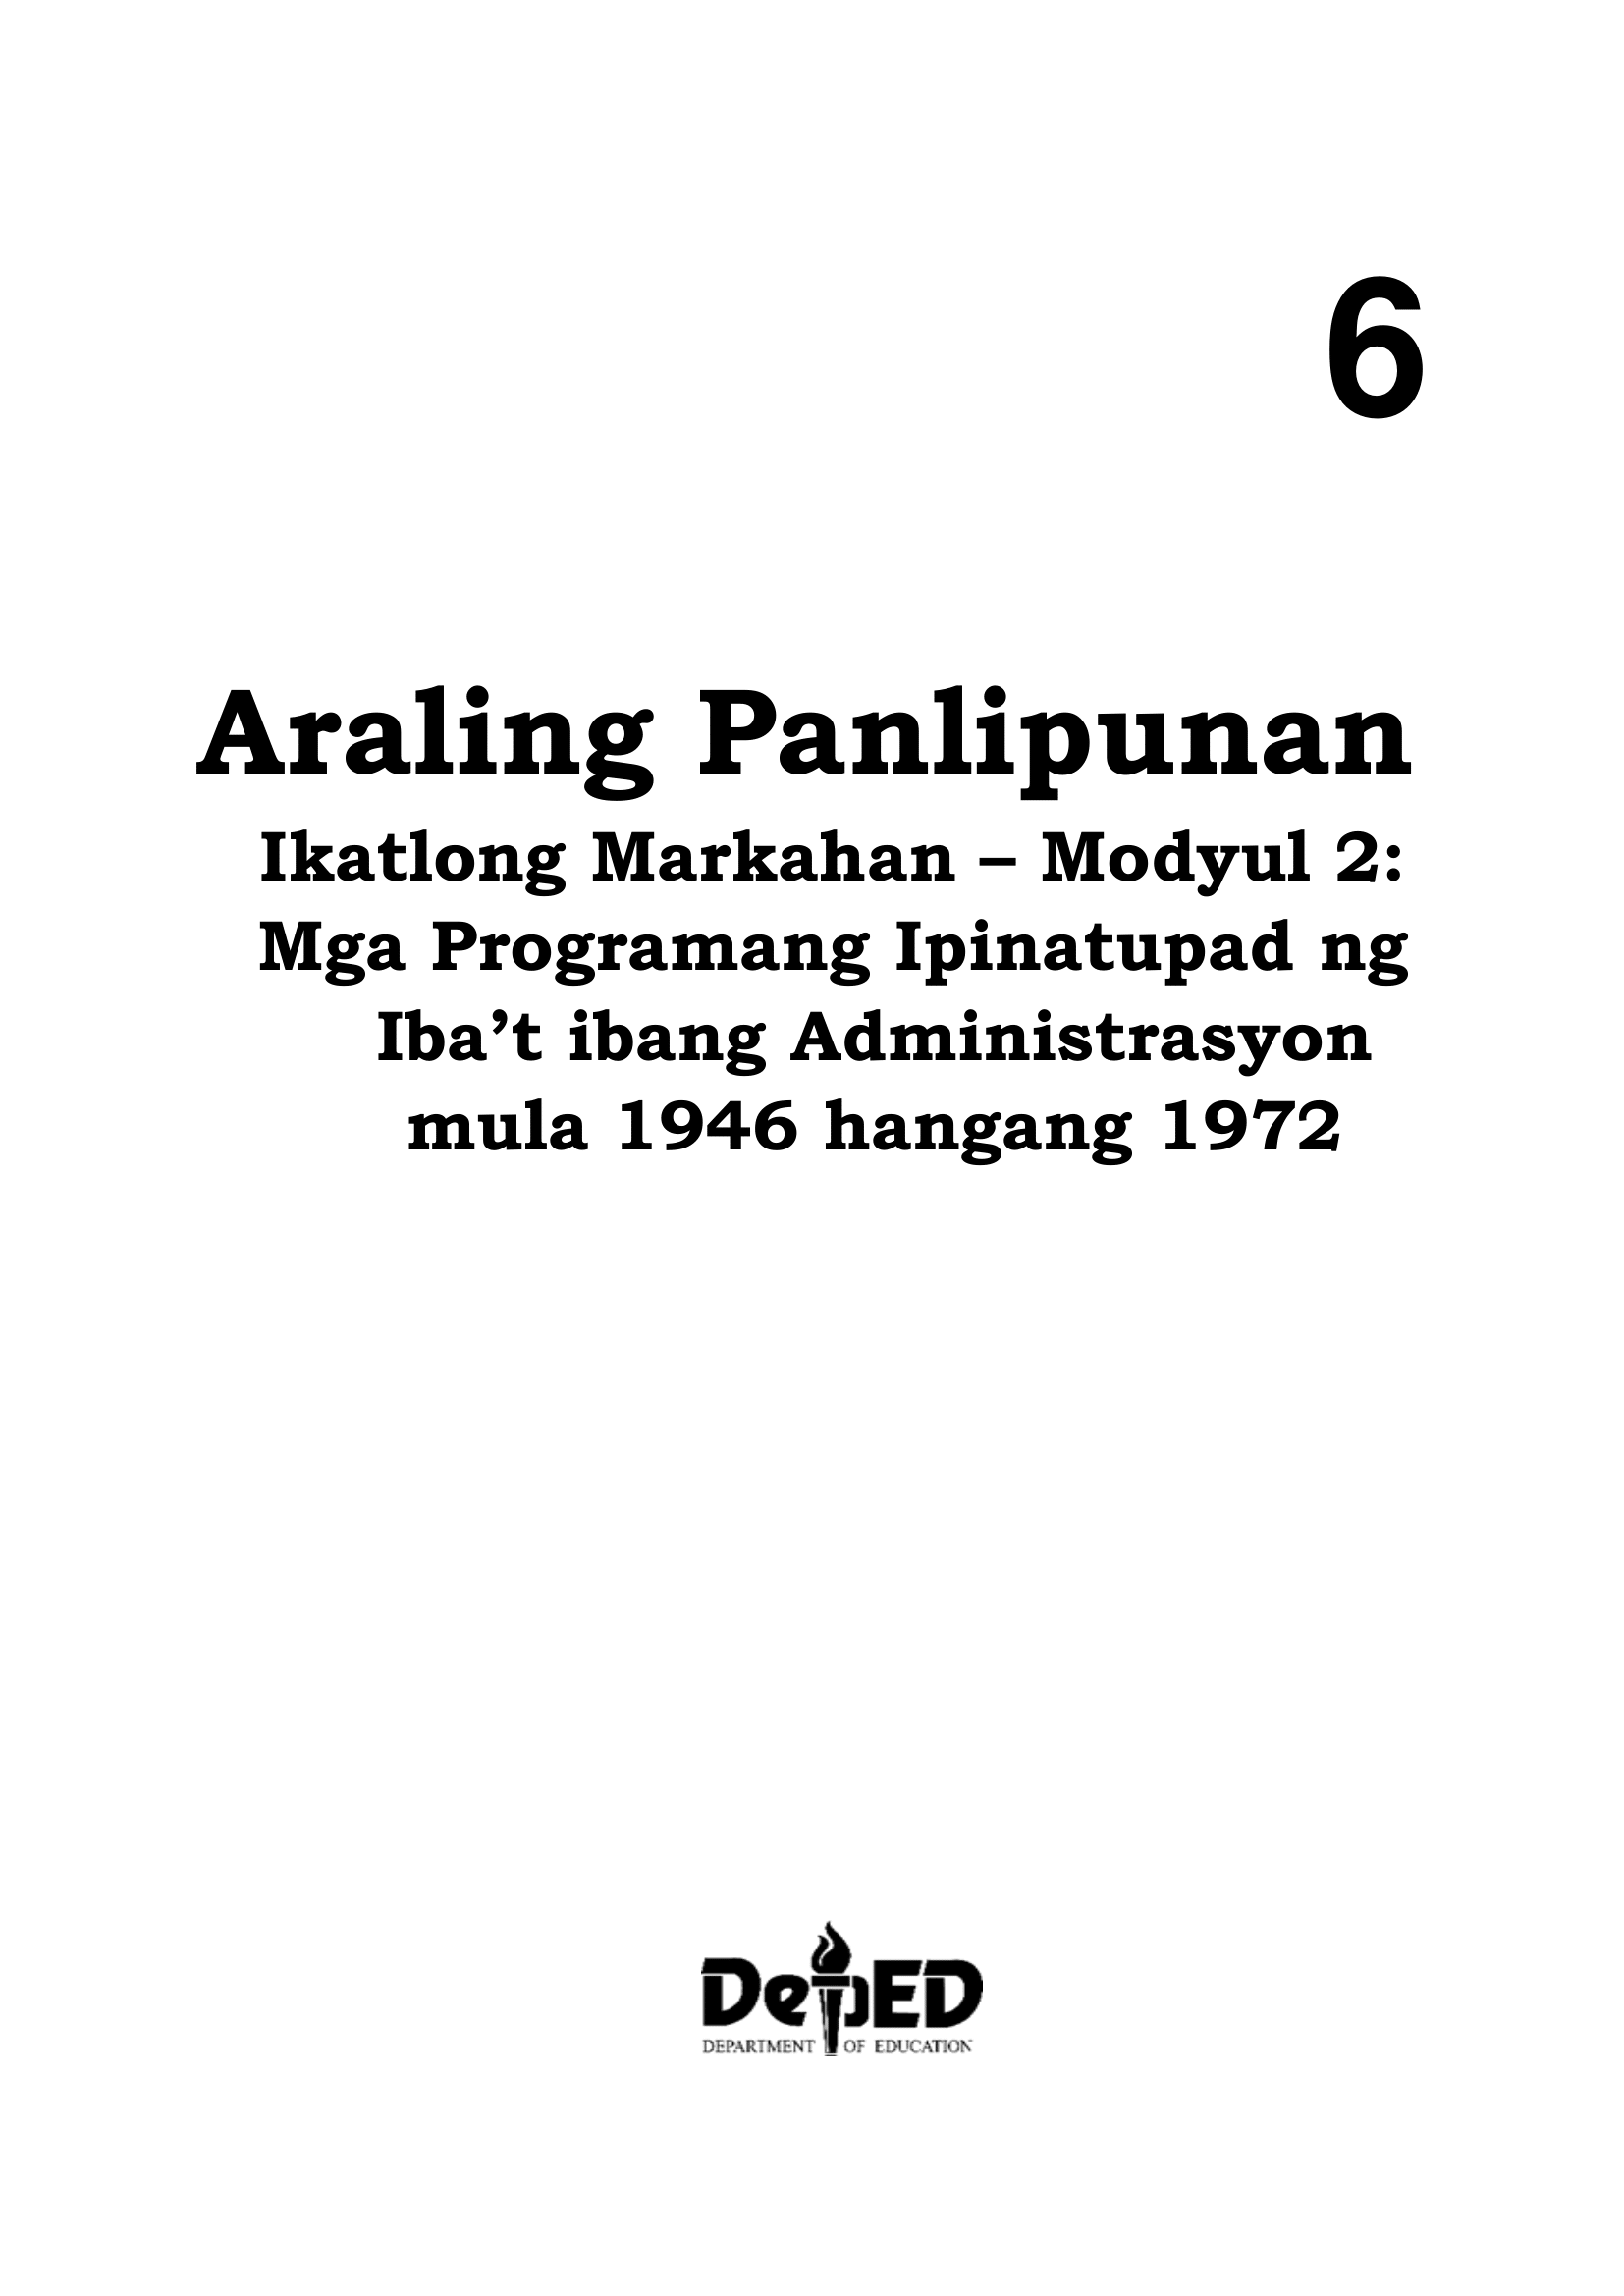 6
Araling Panlipunan
Ikatlong Markahan – Modyul 2:
Mga Programang Ipinatupad ng
Iba’t ibang Administrasyon
mula 1946 hangang 1972
DepED
DEPARTMENT OF EDUCATION